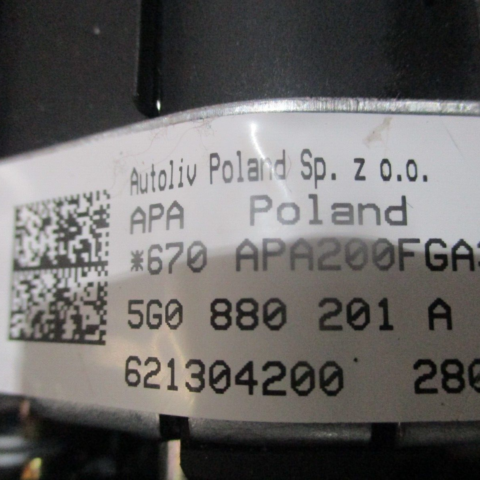 Autoliv Poland Sp. z o.o.
APA Poland
*670 APA200FGA
5G0 880 201 A
621304200 280